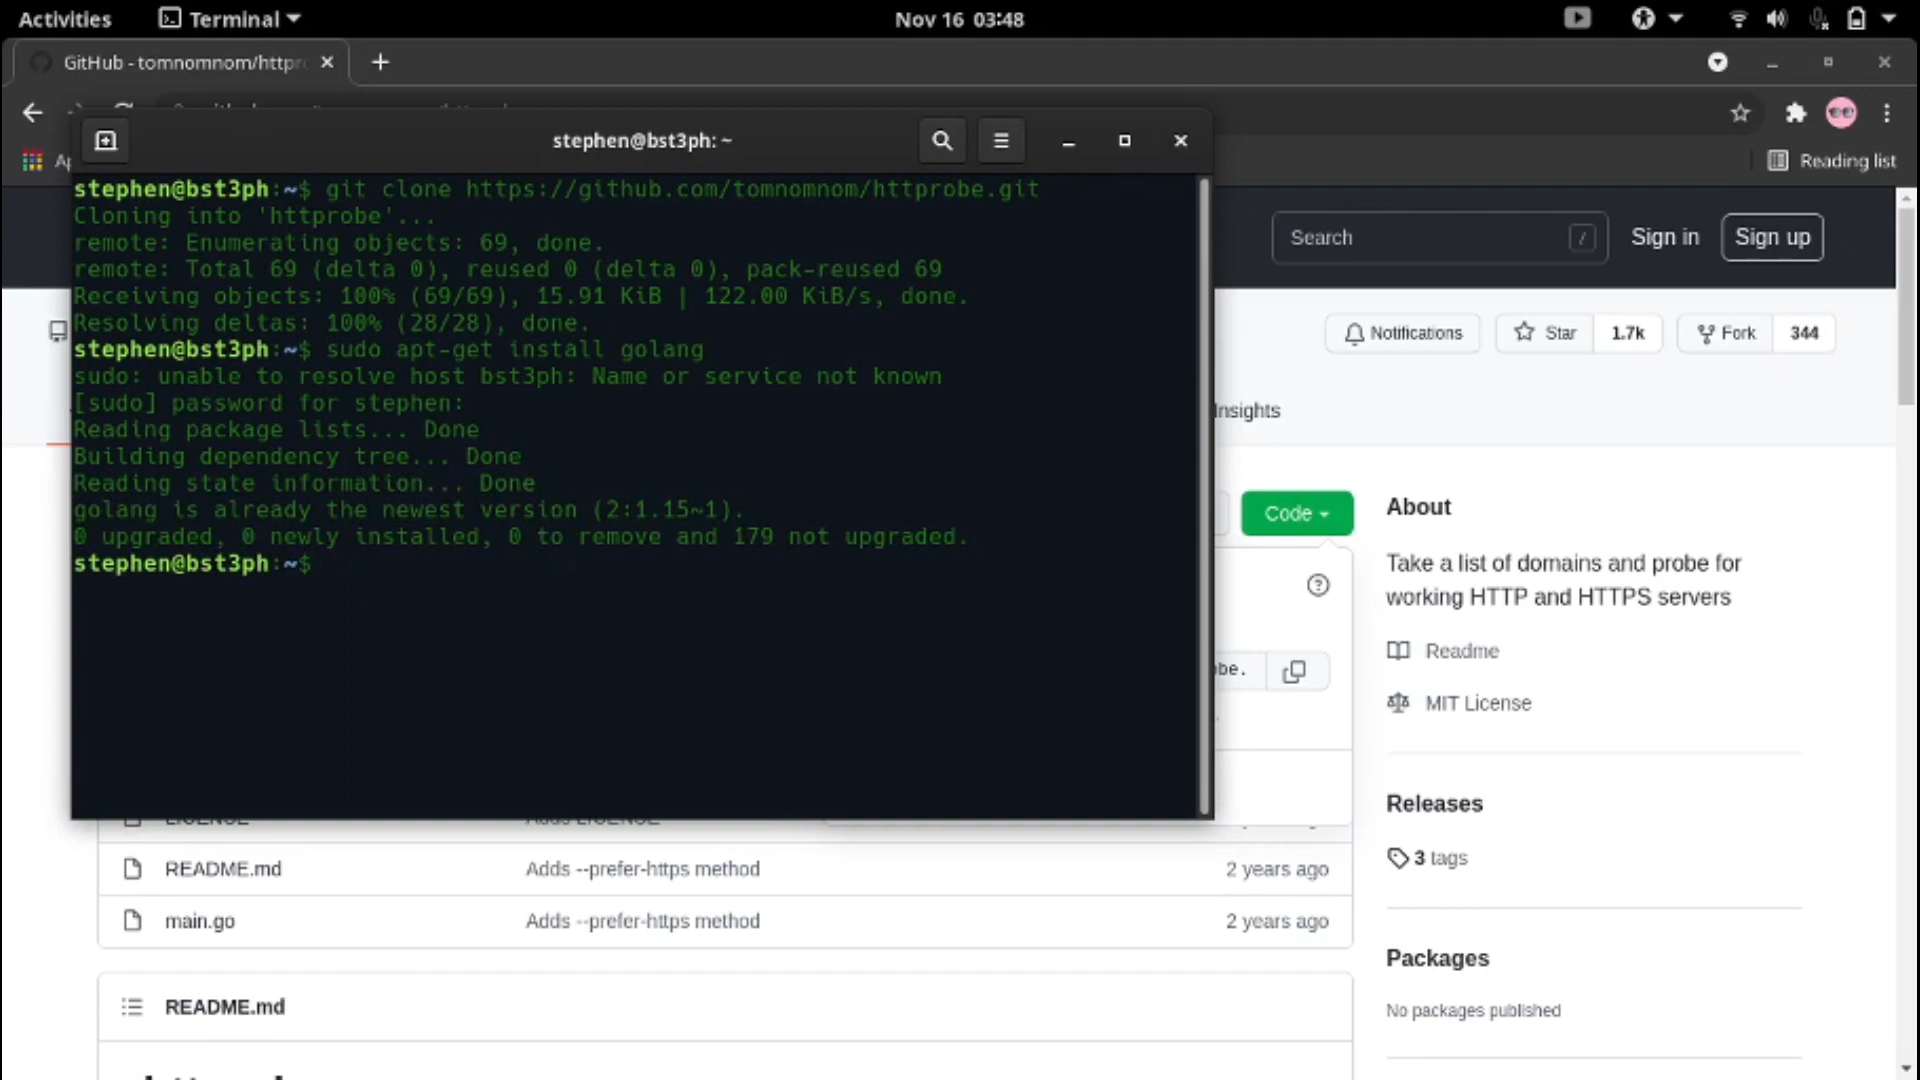 Activities
Terminal
Nov 16 03:48
GitHub - tomnomnom/httpr
stephen@bst3ph: ~
Reading list
stephen@bst3ph:~$ git clone https://github.com/tomnomnom/httprobe.git
Cloning into 'httprobe'...
remote: Enumerating objects: 69, done.
remote: Total 69 (delta 0), reused 0 (delta 0), pack-reused 69
Receiving objects: 100% (69/69), 15.91 KiB | 122.00 KiB/s, done.
Resolving deltas: 100% (28/28), done.
stephen@bst3ph:~$ sudo apt-get install golang
sudo: unable to resolve host bst3ph: Name or service not known
[sudo] password for stephen:
Reading package lists... Done
Building dependency tree... Done
Reading state information... Done
golang is already the newest version (2:1.15~1).
0 upgraded, 0 newly installed, 0 to remove and 179 not upgraded.
stephen@bst3ph:~$
Search /
Sign in
Sign up
Notifications
Star 1.7k
Fork 344
Insights
Code
About
Take a list of domains and probe for
working HTTP and HTTPS servers
be.
Readme
MIT License
Releases
3 tags
LICENSE Adds LICENSE
README.md Adds --prefer-https method 2 years ago
main.go Adds --prefer-https method 2 years ago
Packages
No packages published
README.md